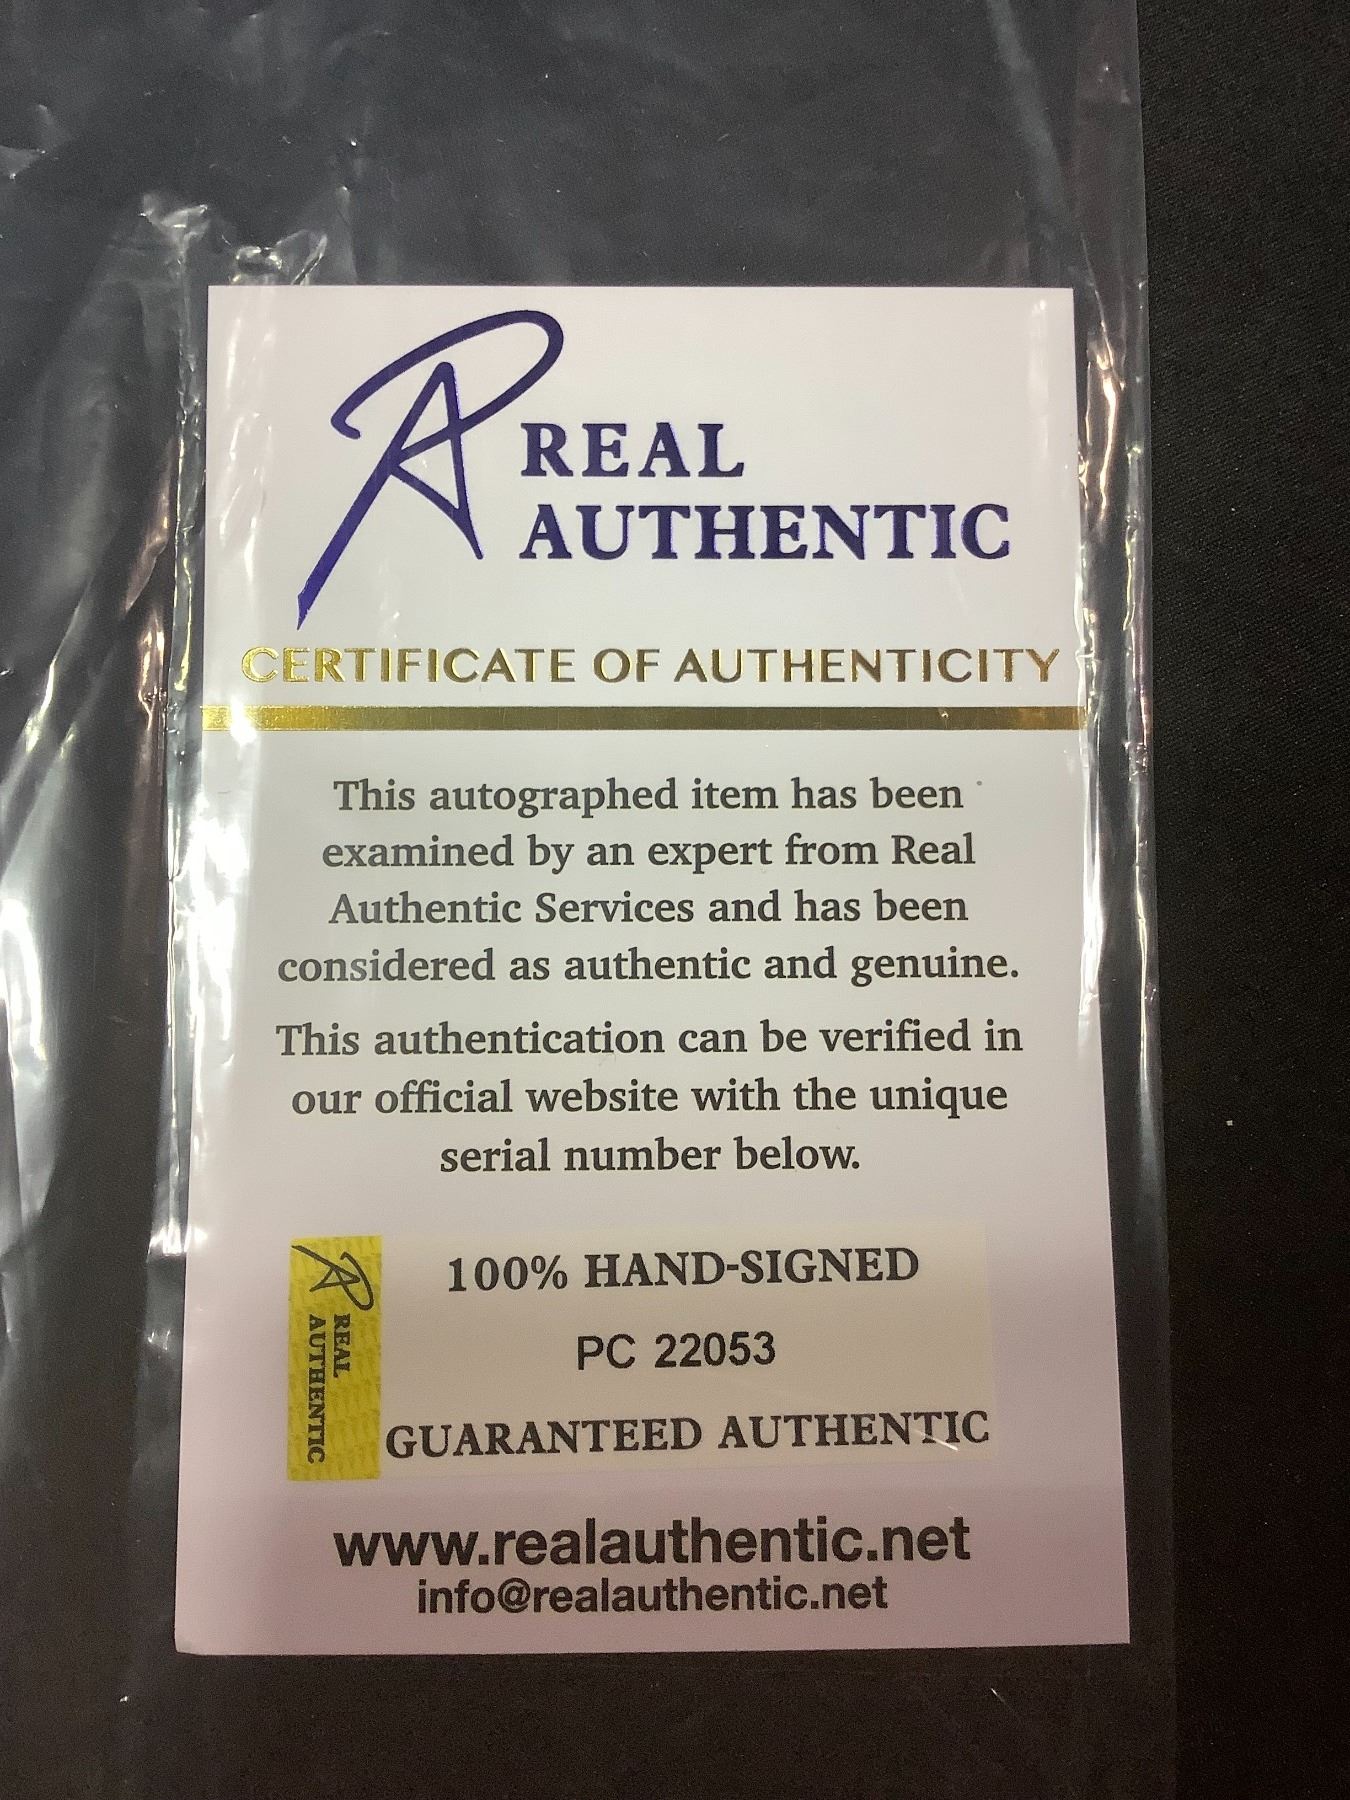 REAL
AUTHENTIC
CERTIFICATE OF AUTHENTICITY
This autographed item has been
examined by an expert from Real
Authentic Services and has been
considered as authentic and genuine.
This authentication can be verified in
our official website with the unique
serial number below.
REAL
AUTHENTIC
100% HAND-SIGNED
PC 22053
GUARANTEED AUTHENTIC
www.realauthentic.net
info@realauthentic.net